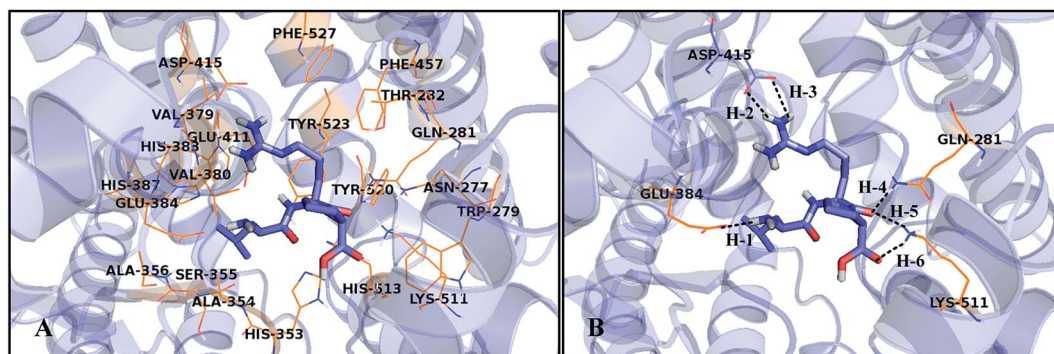 PHE-527
ASP-415
PHE-457
THR-282
VAL-379
TYR-523
GLU-411
HIS-383
GLN-281
VAL-380
HIS-387
TYR-520
ASN-277
GLU-384
TRP-279
ALA-356
SER-355
HIS-513
LYS-511
ALA-354
HIS-353
A
ASP-415
H-3
H-2
GLN-281
GLU-384
H-4
H-5
H-1
H-6
LYS-511
B